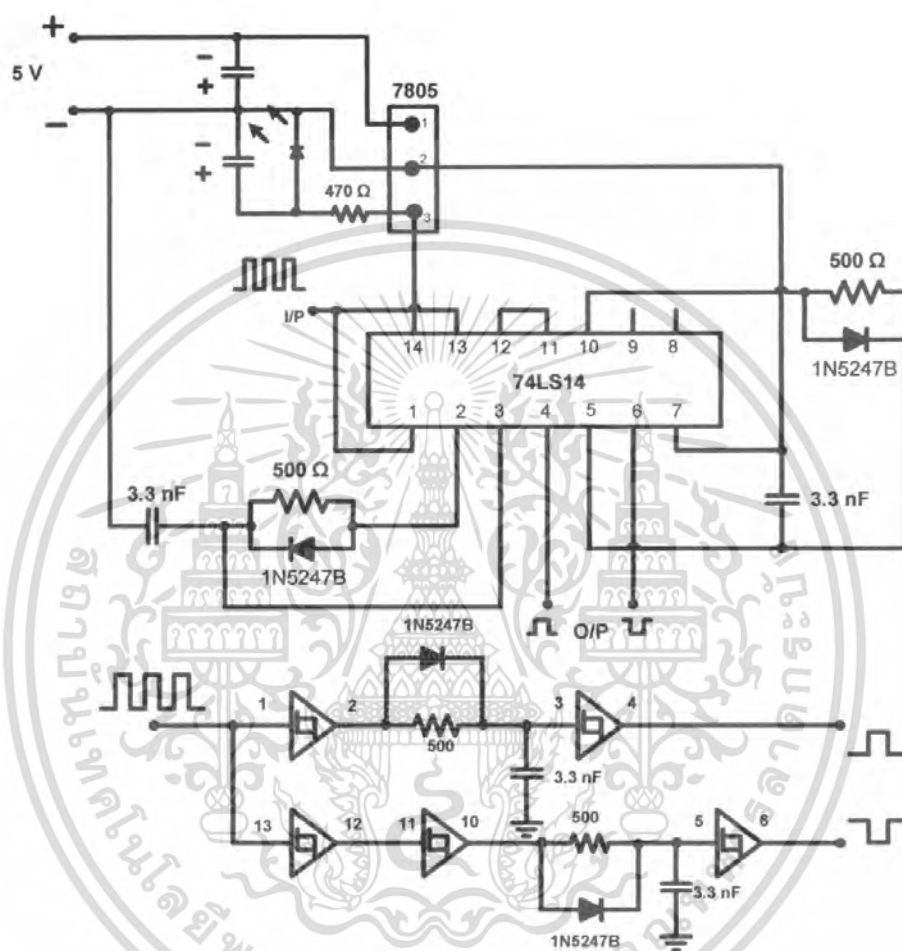 +
5 V
−
−
+
−
+
7805
1
2
3
470 Ω
500 Ω
1N5247B
I/P
14 13 12 11 10 9 8
74LS14
1 2 3 4 5 6 7
3.3 nF
500 Ω
1N5247B
3.3 nF
O/P
1N5247B
1 2 3 4
500
3.3 nF
13 12 11 10 5 6
500
3.3 nF
1N5247B